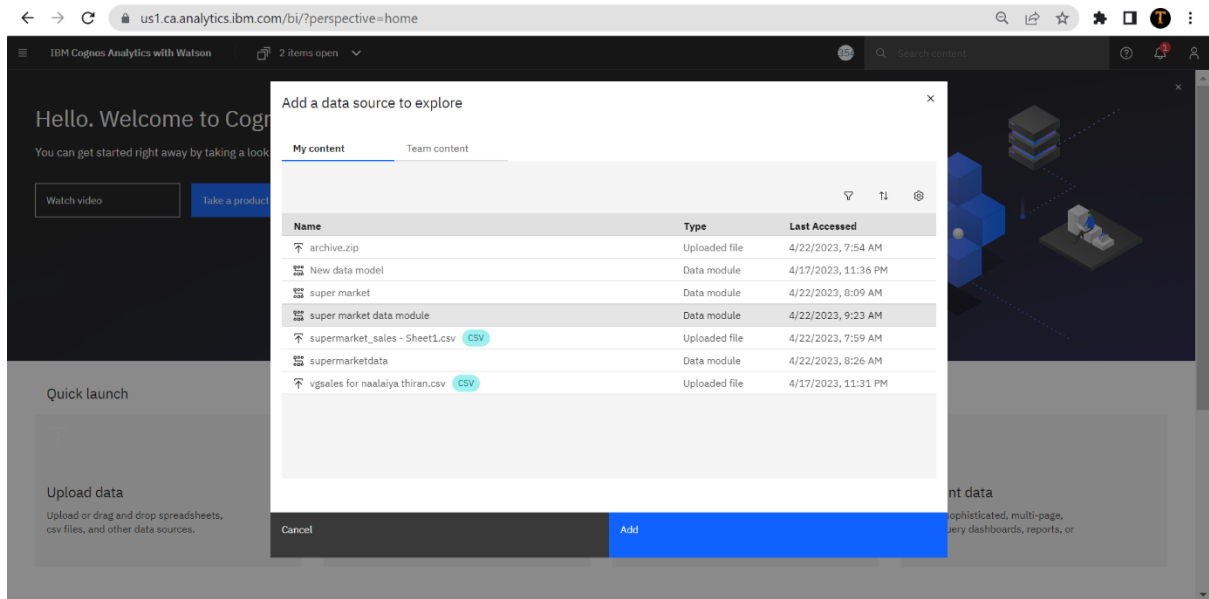 us1.ca.analytics.ibm.com/bi/?perspective=home
T
IBM Cognos Analytics with Watson
2 items open
354
Search content
1
Hello. Welcome to Cogn
You can get started right away by taking a look
Watch video
Take a product
Add a data source to explore
My content
Team content
Name Type Last Accessed
archive.zip Uploaded file 4/22/2023, 7:54 AM
New data model Data module 4/17/2023, 11:36 PM
super market Data module 4/22/2023, 8:09 AM
super market data module Data module 4/22/2023, 9:23 AM
supermarket_sales - Sheet1.csv CSV Uploaded file 4/22/2023, 7:59 AM
supermarketdata Data module 4/22/2023, 8:26 AM
vgsales for naalaiya thiran.csv CSV Uploaded file 4/17/2023, 11:31 PM
Cancel
Add
Quick launch
Upload data
Upload or drag and drop spreadsheets,
csv files, and other data sources.
nt data
ophisticated, multi-page,
uery dashboards, reports, or